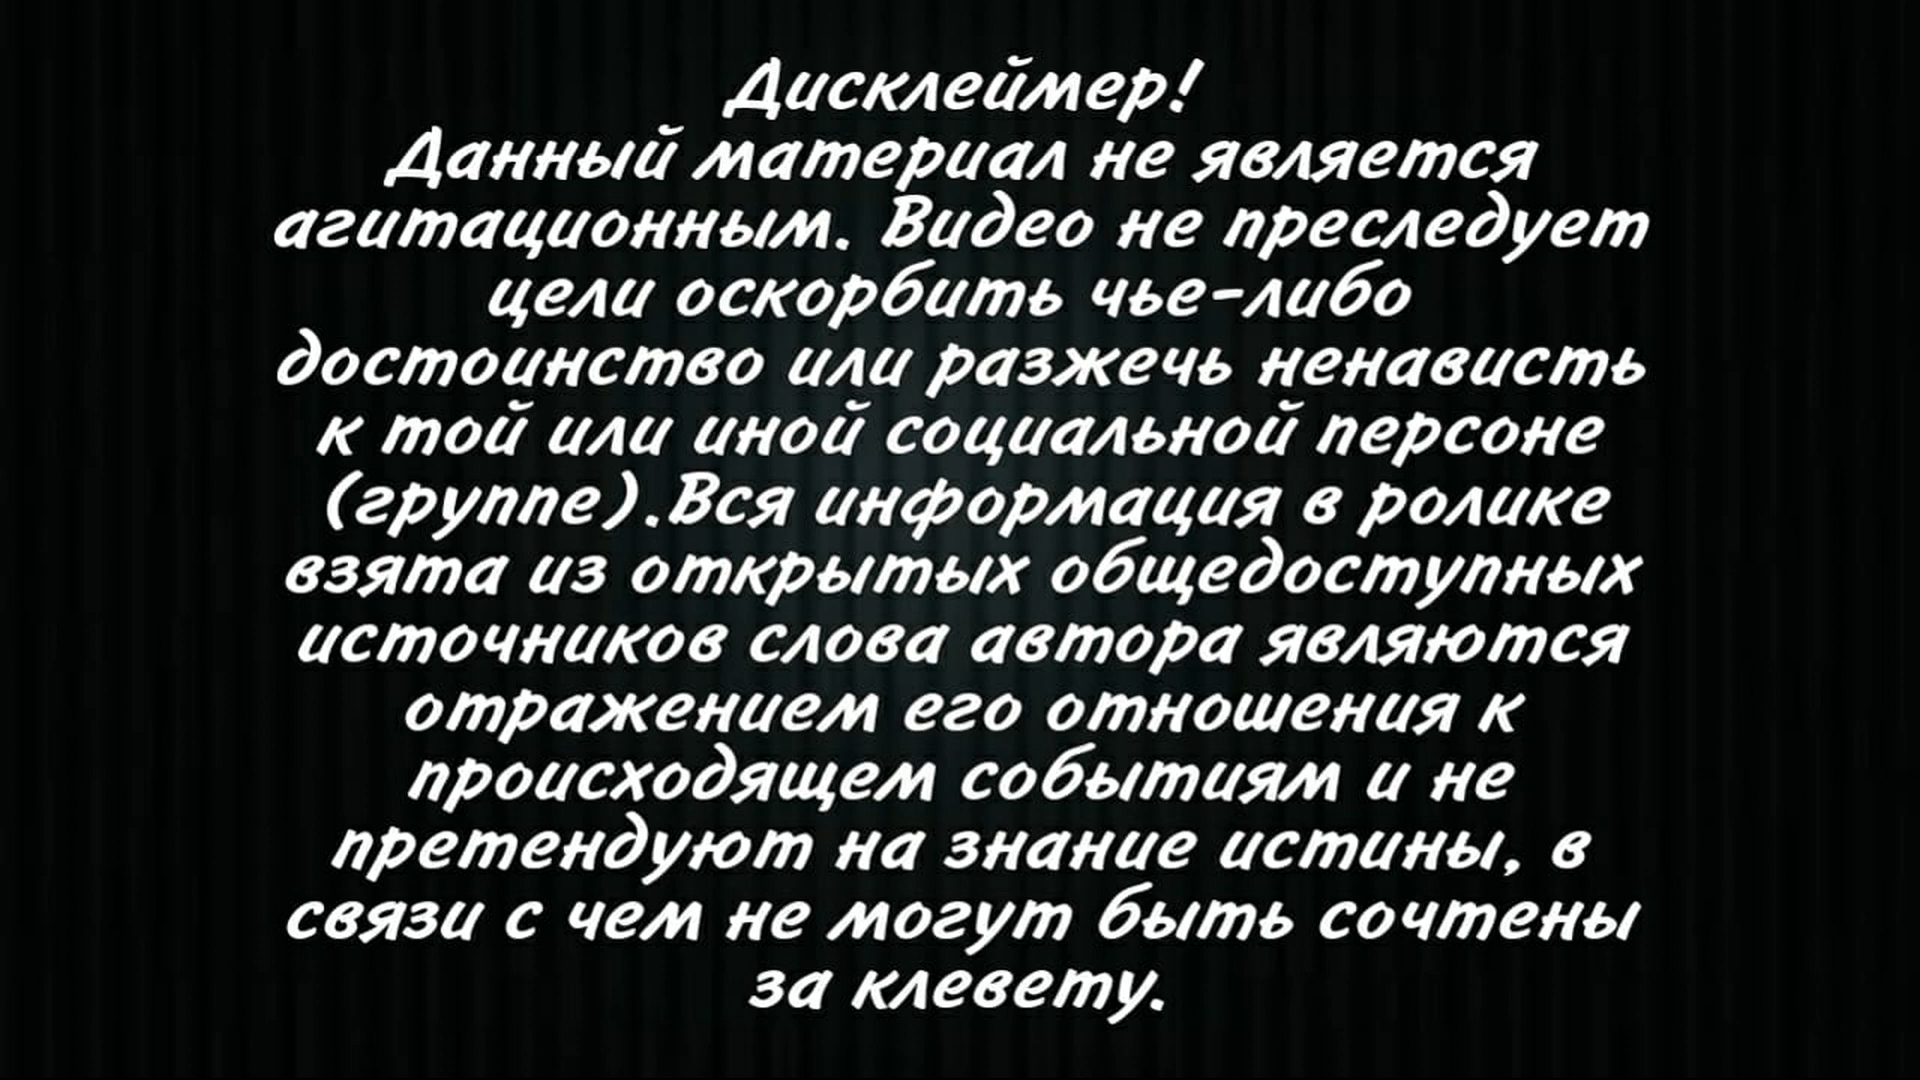 Дисклеймер!
Данный материал не является
агитационным. Видео не преследует
цели оскорбить чье-либо
достоинство или разжечь ненависть
к той или иной социальной персоне
(группе).Вся информация в ролике
взята из открытых общедоступных
источников слова автора являются
отражением его отношения к
происходящем событиям и не
претендуют на знание истины, в
связи с чем не могут быть сочтены
за клевету.